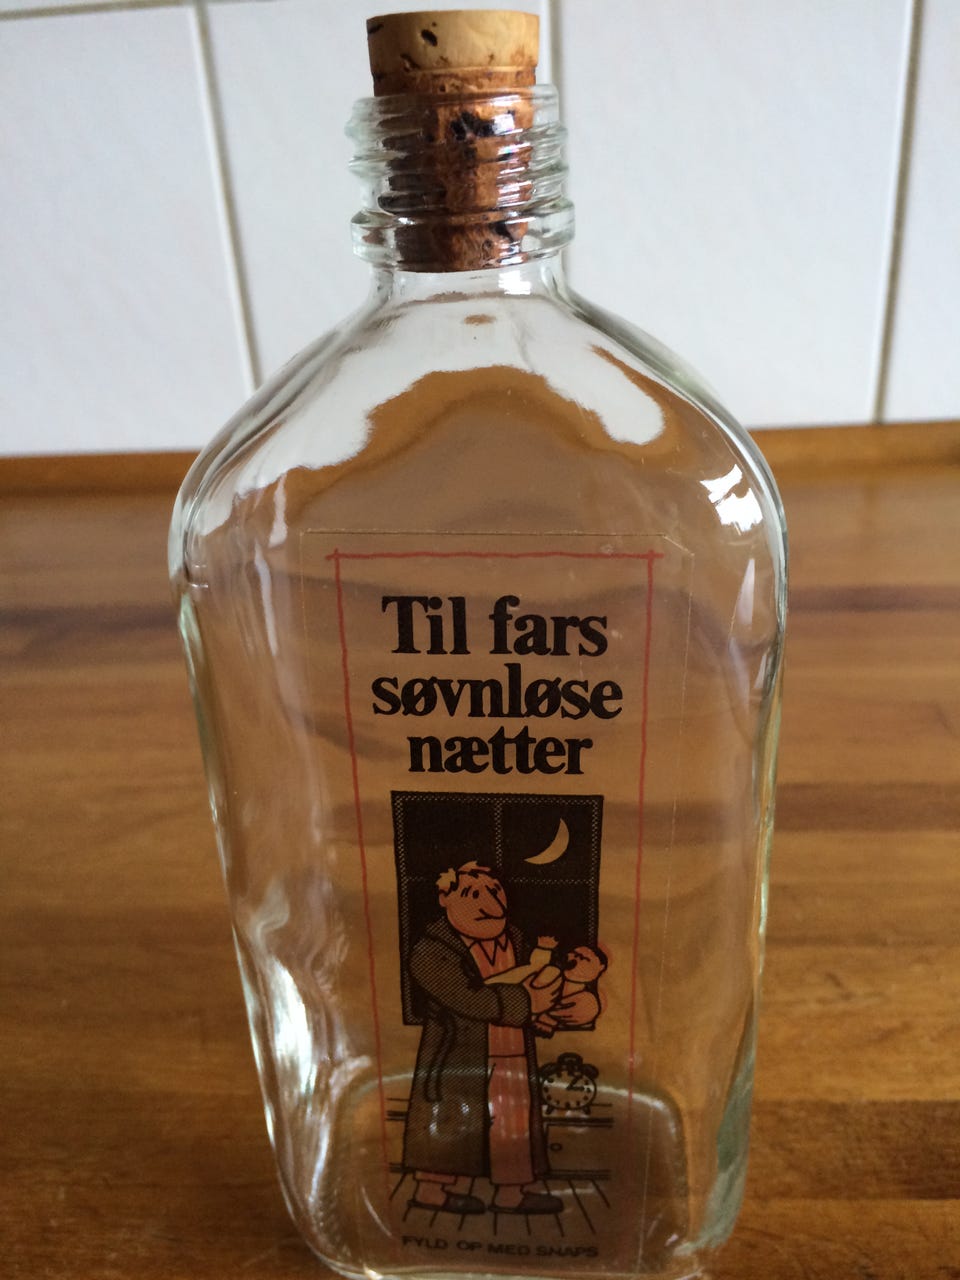 Til fars
søvnløse
nætter
FYLD OP MED SNAPS